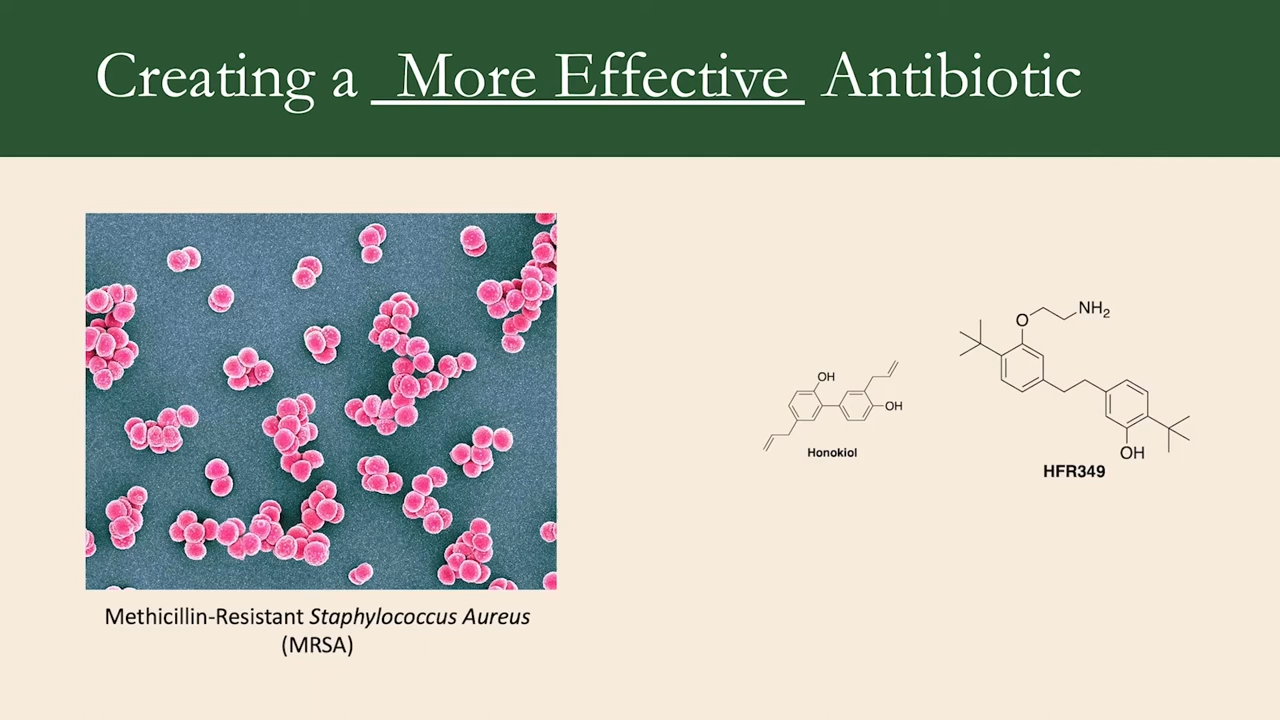 Creating a More Effective Antibiotic
Methicillin-Resistant Staphylococcus Aureus
(MRSA)
OH
OH
Honokiol
O
NH₂
OH
HFR349